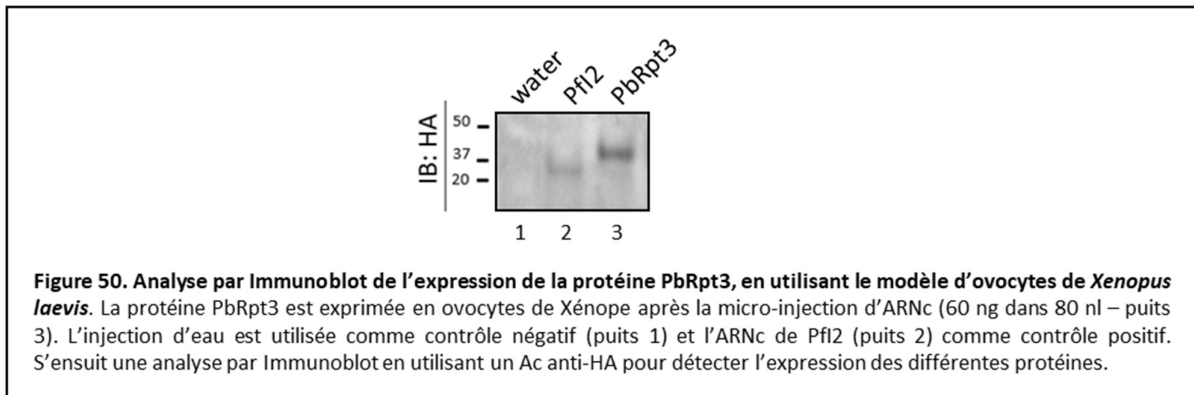 water PfI2 PbRpt3
IB: HA
50
37
20
1 2 3
Figure 50. Analyse par Immunoblot de l’expression de la protéine PbRpt3, en utilisant le modèle d’ovocytes de Xenopus
laevis. La protéine PbRpt3 est exprimée en ovocytes de Xénope après la micro-injection d’ARNc (60 ng dans 80 nl – puits
3). L’injection d’eau est utilisée comme contrôle négatif (puits 1) et l’ARNc de PfI2 (puits 2) comme contrôle positif.
S’ensuit une analyse par Immunoblot en utilisant un Ac anti-HA pour détecter l’expression des différentes protéines.